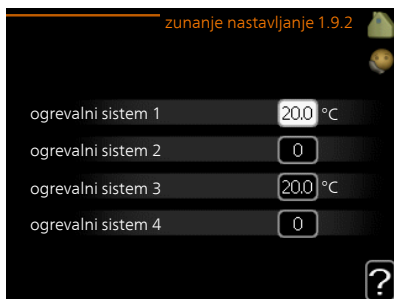 zunanje nastavljanje 1.9.2
ogrevalni sistem 1 20.0 °C
ogrevalni sistem 2 0
ogrevalni sistem 3 20.0 °C
ogrevalni sistem 4 0
?